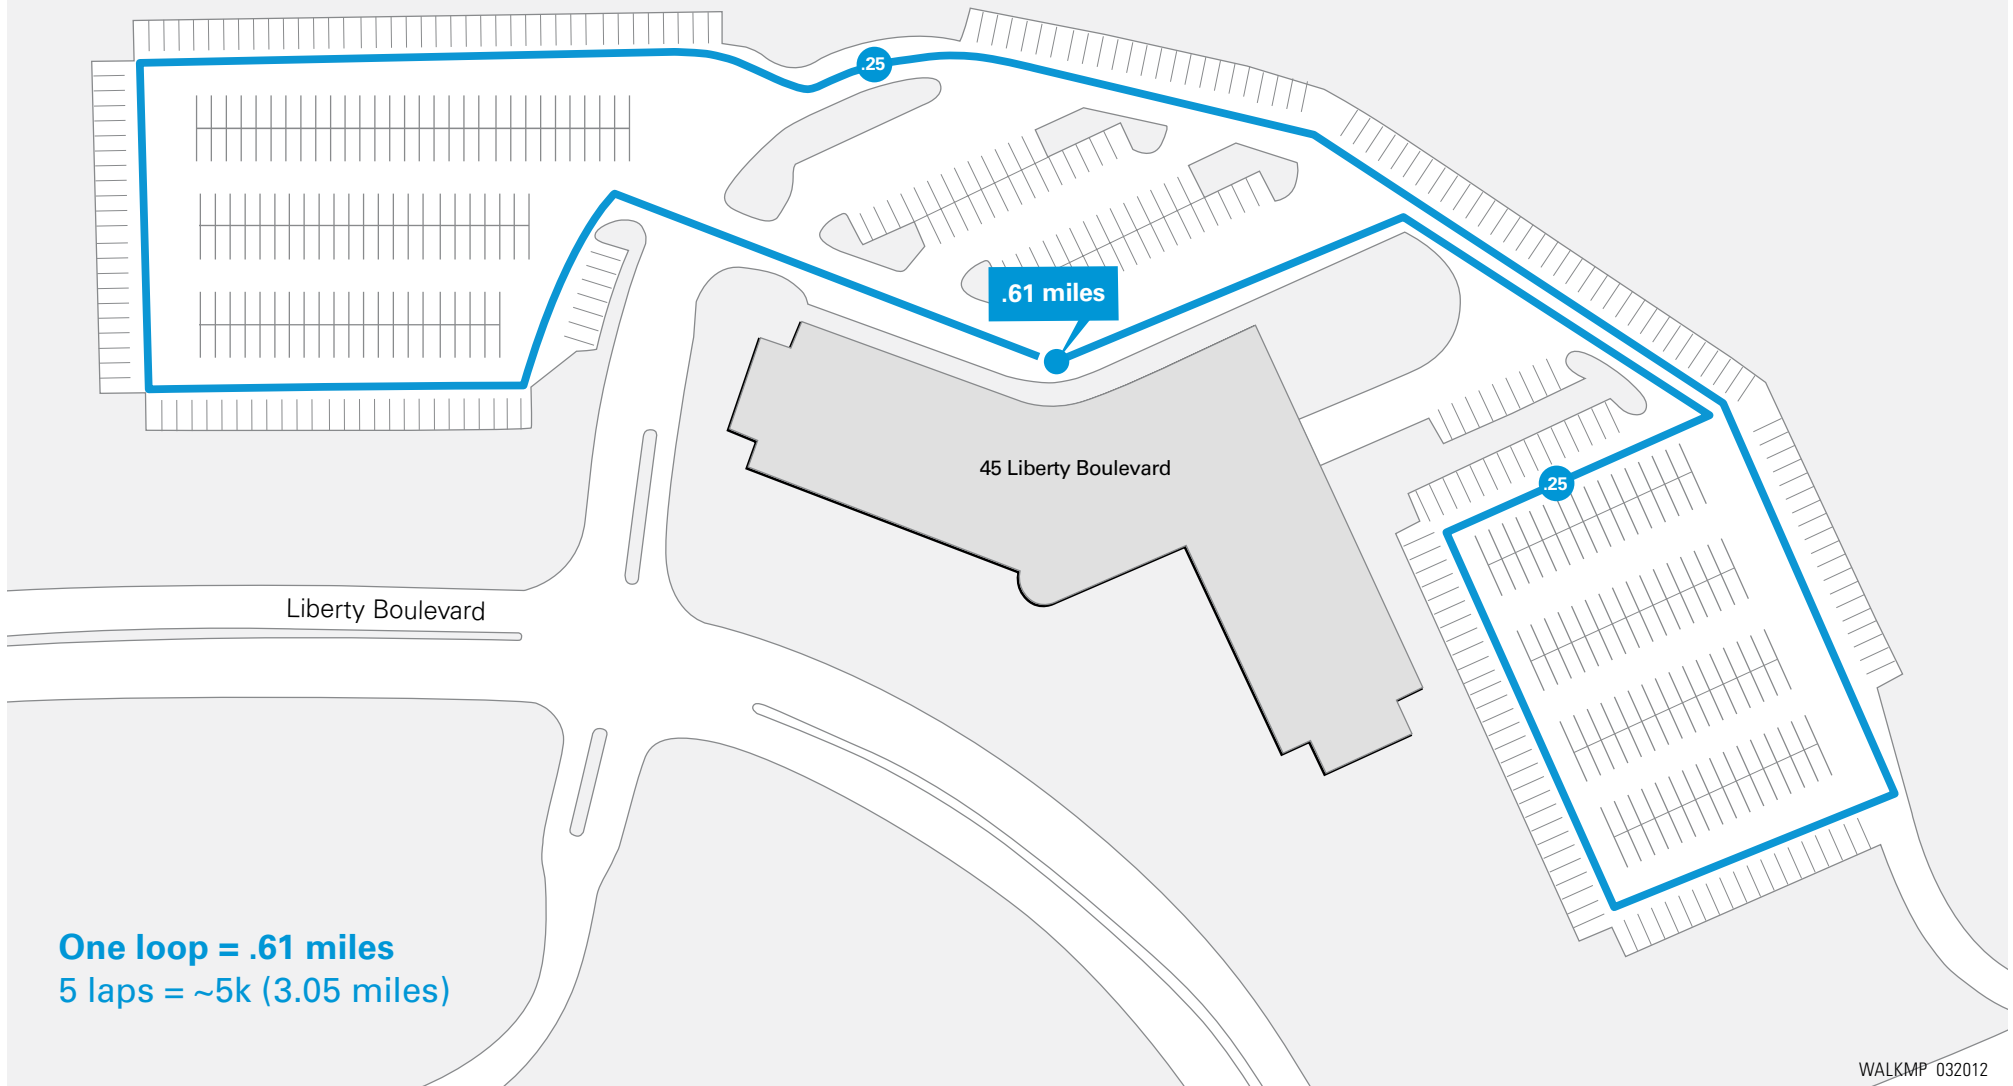 .25
.61 miles
45 Liberty Boulevard
.25
Liberty Boulevard
One loop = .61 miles
5 laps = ~5k (3.05 miles)
WALKMP 032012